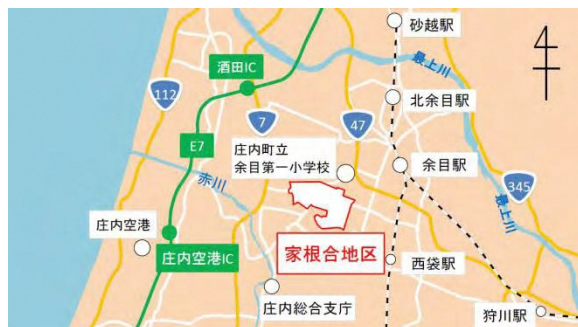 砂越駅
最上川
酒田IC
112
北余目駅
7
47
庄内町立
余目第一小学校
E7
余目駅
赤川
345
庄内空港
最上川
家根合地区
西袋駅
庄内空港IC
庄内総合支庁
狩川駅
4